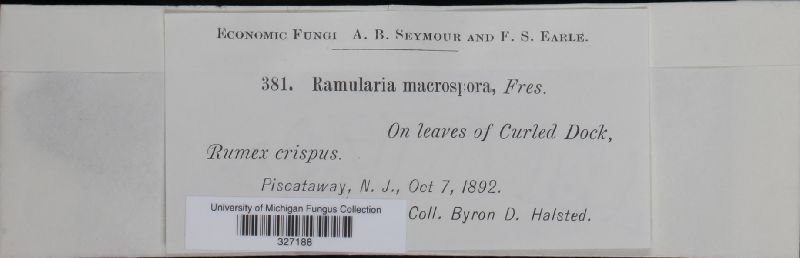 ECONOMIC FUNGI A. B. SEYMOUR AND F. S. EARLE.
381. Ramularia macrospora, Fres.
On leaves of Curled Dock,
Rumex crispus.
Piscataway, N. J., Oct 7, 1892.
Coll. Byron D. Halsted.
University of Michigan Fungus Collection
327186